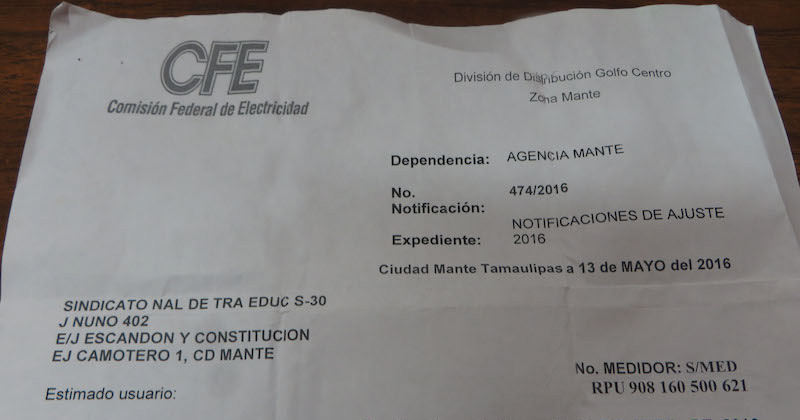 CFE
Comisión Federal de Electricidad
División de Distribución Golfo Centro
Zona Mante
Dependencia: AGENCIA MANTE
No. 474/2016
Notificación:
NOTIFICACIONES DE AJUSTE
Expediente: 2016
Ciudad Mante Tamaulipas a 13 de MAYO del 2016
SINDICATO NAL DE TRA EDUC S-30
J NUNO 402
E/J ESCANDON Y CONSTITUCION
EJ CAMOTERO 1, CD MANTE
No. MEDIDOR: S/MED
RPU 908 160 500 621
Estimado usuario: